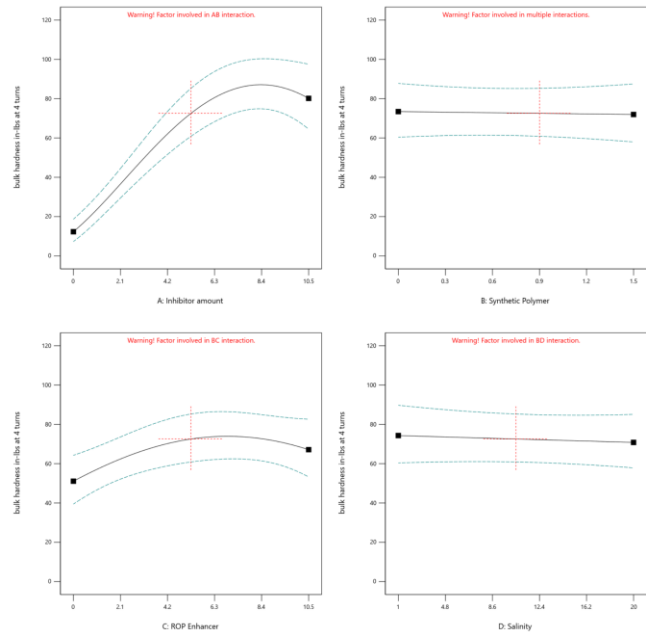 Warning! Factor involved in AB interaction.
bulk hardness in-lbs at 4 turns
120
100
80
60
40
20
0
0 2.1 4.2 6.3 8.4 10.5
A: Inhibitor amount
Warning! Factor involved in multiple interactions.
bulk hardness in-lbs at 4 turns
120
100
80
60
40
20
0
0 0.3 0.6 0.9 1.2 1.5
B: Synthetic Polymer
Warning! Factor involved in BC interaction.
bulk hardness in-lbs at 4 turns
120
100
80
60
40
20
0
0 2.1 4.2 6.3 8.4 10.5
C: ROP Enhancer
Warning! Factor involved in BD interaction.
bulk hardness in-lbs at 4 turns
120
100
80
60
40
20
0
1 4.8 8.6 12.4 16.2 20
D: Salinity